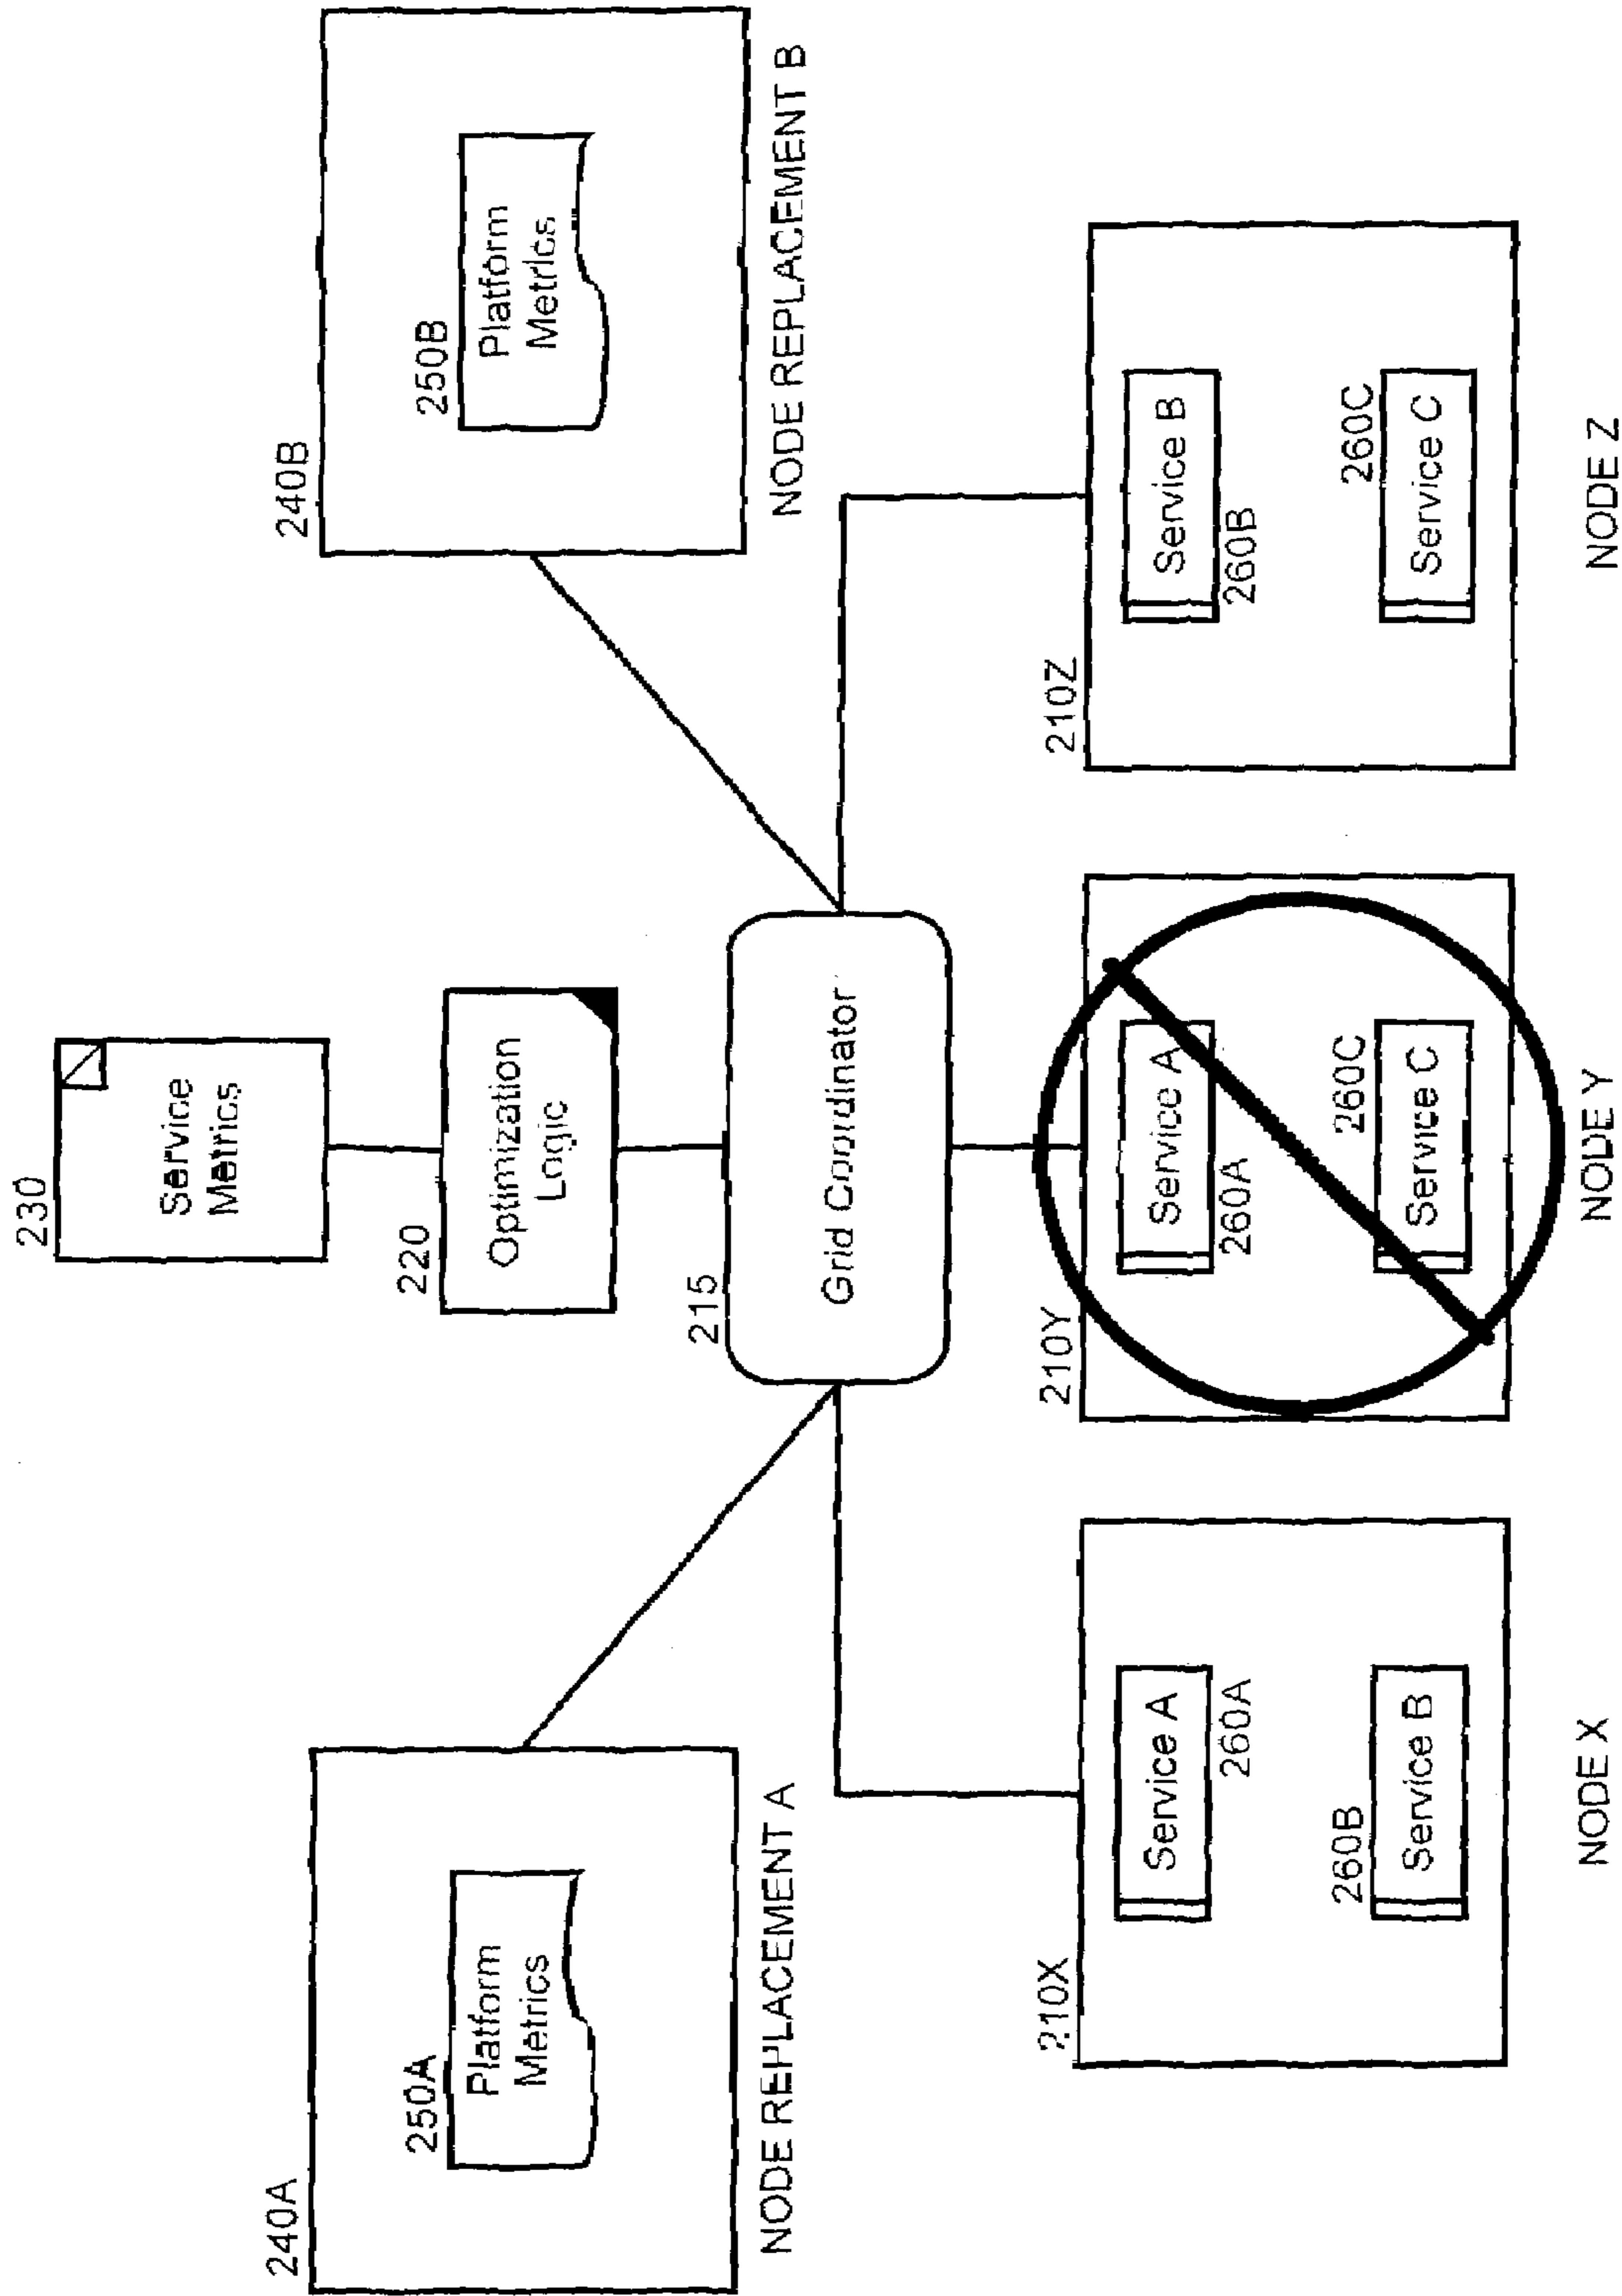 230
Service
Metrics
220
Optimization
Logic
215
Grid Coordinator
240A
250A
Platform
Metrics
NODE REPLACEMENT A
240B
250B
Platform
Metrics
NODE REPLACEMENT B
210X
Service A
260A
260B
Service B
NODE X
210Y
Service A
260A
260C
Service C
NODE Y
210Z
Service B
260B
260C
Service C
NODE Z